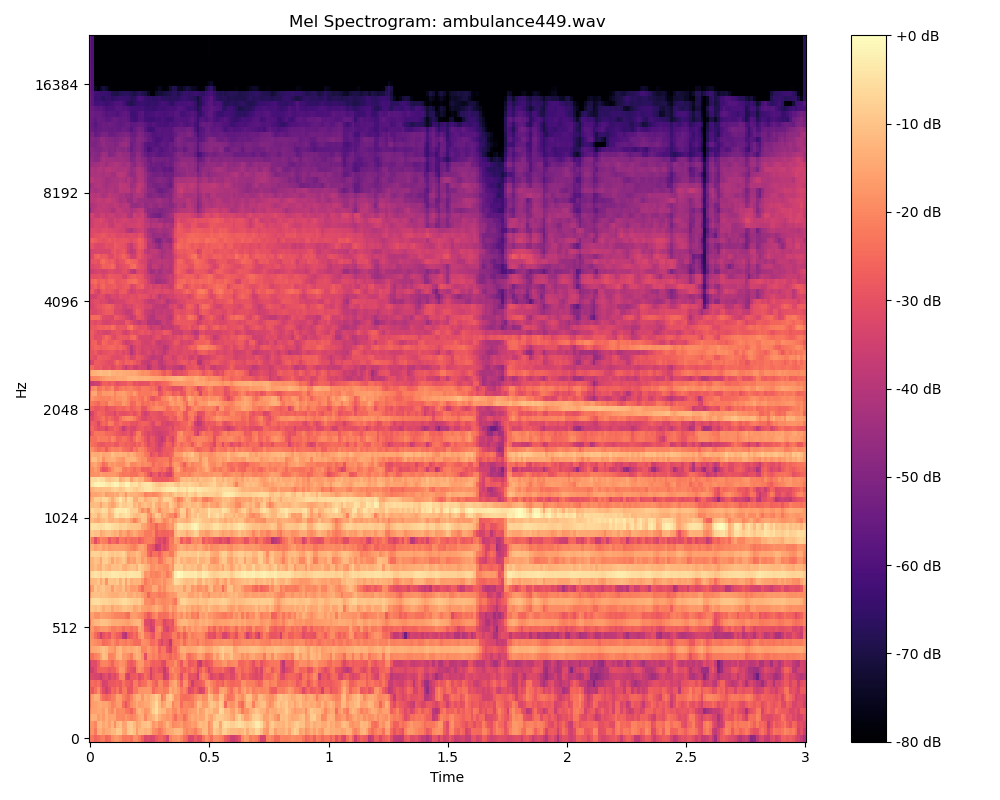 Mel Spectrogram: ambulance449.wav
+0 dB
16384
-10 dB
8192
-20 dB
4096
-30 dB
Hz
2048
-40 dB
-50 dB
1024
-60 dB
512
-70 dB
0
-80 dB
0 0.5 1 1.5 2 2.5 3
Time